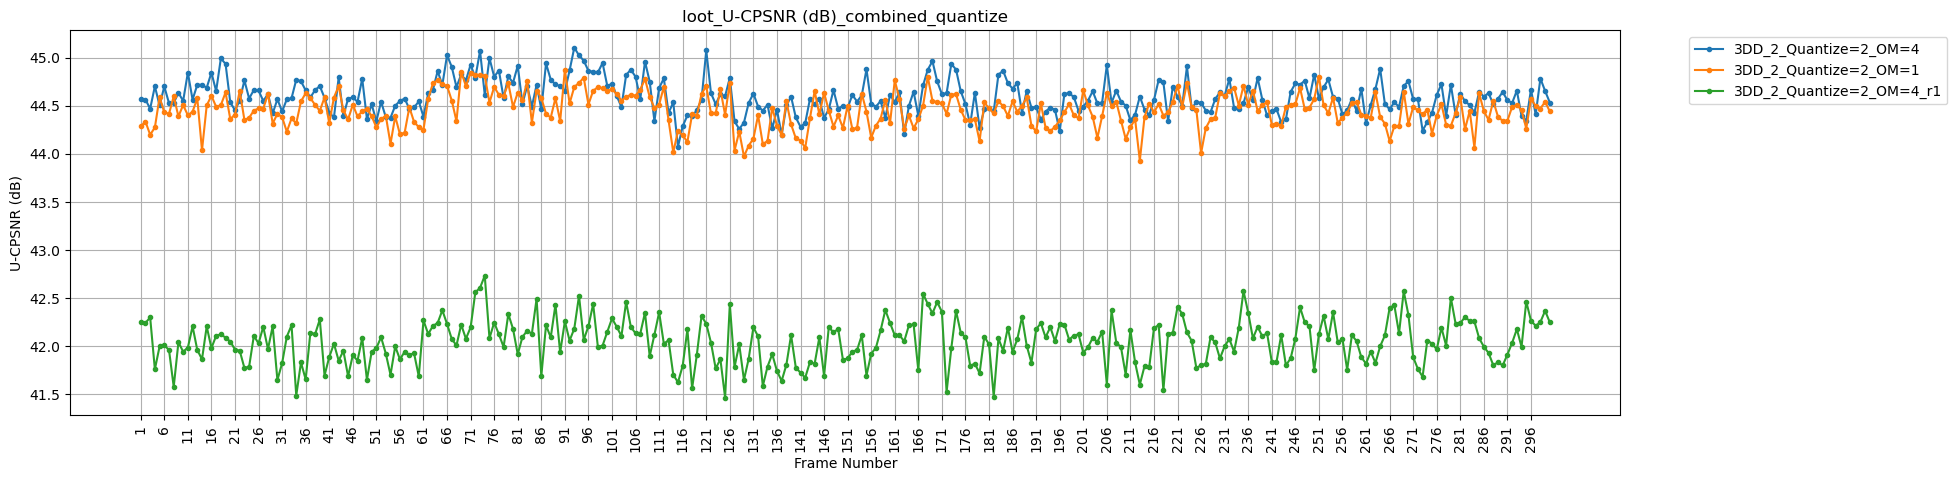 loot_U-CPSNR (dB)_combined_quantize
3DD_2_Quantize=2_OM=4
3DD_2_Quantize=2_OM=1
3DD_2_Quantize=2_OM=4_r1
U-CPSNR (dB)
45.0
44.5
44.0
43.5
43.0
42.5
42.0
41.5
1 6 11 16 21 26 31 36 41 46 51 56 61 66 71 76 81 86 91 96 101 106 111 116 121 126 131 136 141 146 151 156 161 166 171 176 181 186 191 196 201 206 211 216 221 226 231 236 241 246 251 256 261 266 271 276 281 286 291 296
Frame Number